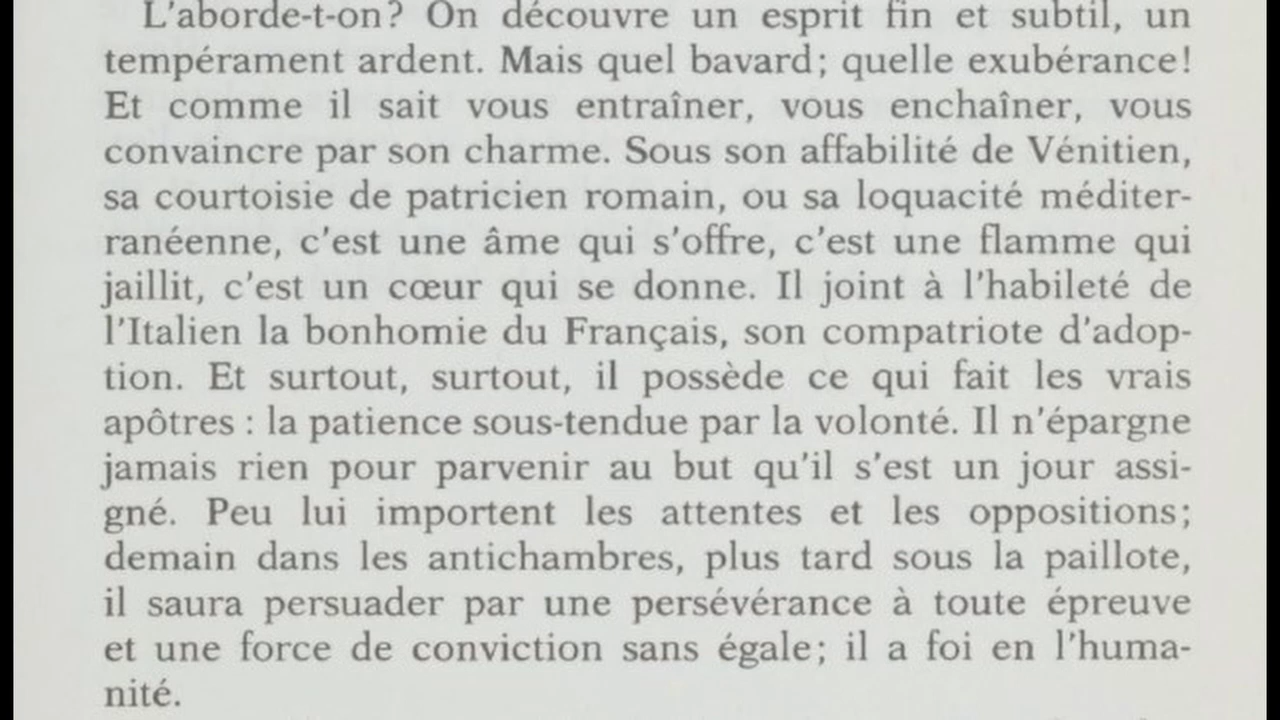 L'aborde-t-on? On découvre un esprit fin et subtil, un
tempérament ardent. Mais quel bavard; quelle exubérance!
Et comme il sait vous entraîner, vous enchaîner, vous
convaincre par son charme. Sous son affabilité de Vénitien,
sa courtoisie de patricien romain, ou sa loquacité méditer-
ranéenne, c'est une âme qui s'offre, c'est une flamme qui
jaillit, c'est un cœur qui se donne. Il joint à l'habileté de
l'Italien la bonhomie du Français, son compatriote d'adop-
tion. Et surtout, surtout, il possède ce qui fait les vrais
apôtres : la patience sous-tendue par la volonté. Il n'épargne
jamais rien pour parvenir au but qu'il s'est un jour assi-
gné. Peu lui importent les attentes et les oppositions;
demain dans les antichambres, plus tard sous la paillote,
il saura persuader par une persévérance à toute épreuve
et une force de conviction sans égale; il a foi en l'huma-
nité.